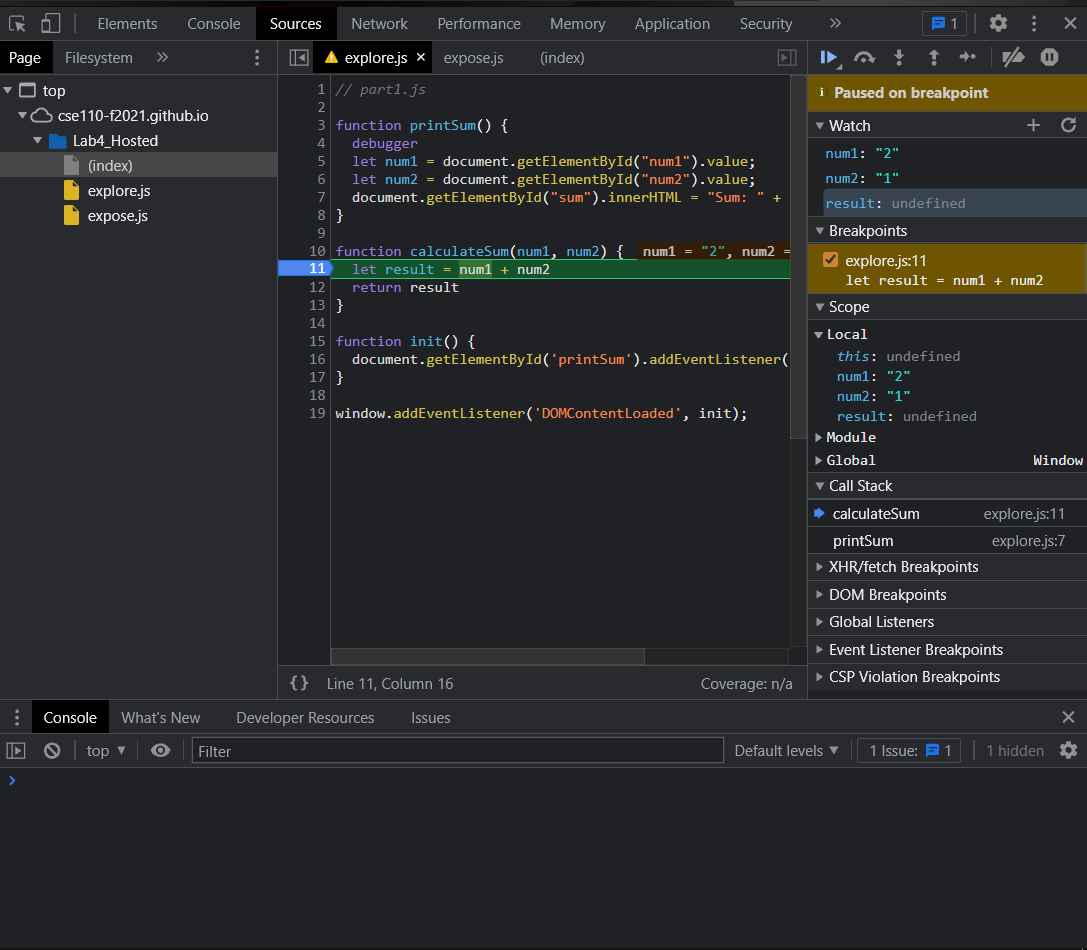 Elements Console Sources Network Performance Memory Application Security » 1
Page Filesystem »
explore.js × expose.js (index)
top
cse110-f2021.github.io
Lab4_Hosted
(index)
explore.js
expose.js
1 // part1.js
2
3 function printSum() {
4 debugger
5 let num1 = document.getElementById("num1").value;
6 let num2 = document.getElementById("num2").value;
7 document.getElementById("sum").innerHTML = "Sum: " +
8 }
9
10 function calculateSum(num1, num2) { num1 = "2", num2 =
11 let result = num1 + num2
12 return result
13 }
14
15 function init() {
16 document.getElementById('printSum').addEventListener(
17 }
18
19 window.addEventListener('DOMContentLoaded', init);
{} Line 11, Column 16 Coverage: n/a
i Paused on breakpoint
Watch
num1: "2"
num2: "1"
result: undefined
Breakpoints
explore.js:11
let result = num1 + num2
Scope
Local
this: undefined
num1: "2"
num2: "1"
result: undefined
Module
Global Window
Call Stack
calculateSum explore.js:11
printSum explore.js:7
XHR/fetch Breakpoints
DOM Breakpoints
Global Listeners
Event Listener Breakpoints
CSP Violation Breakpoints
Console What's New Developer Resources Issues
top Filter Default levels 1 Issue: 1 1 hidden